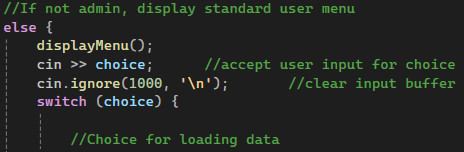 //If not admin, display standard user menu
else {
displayMenu();
cin >> choice; //accept user input for choice
cin.ignore(1000, '\n'); //clear input buffer
switch (choice) {
//Choice for loading data